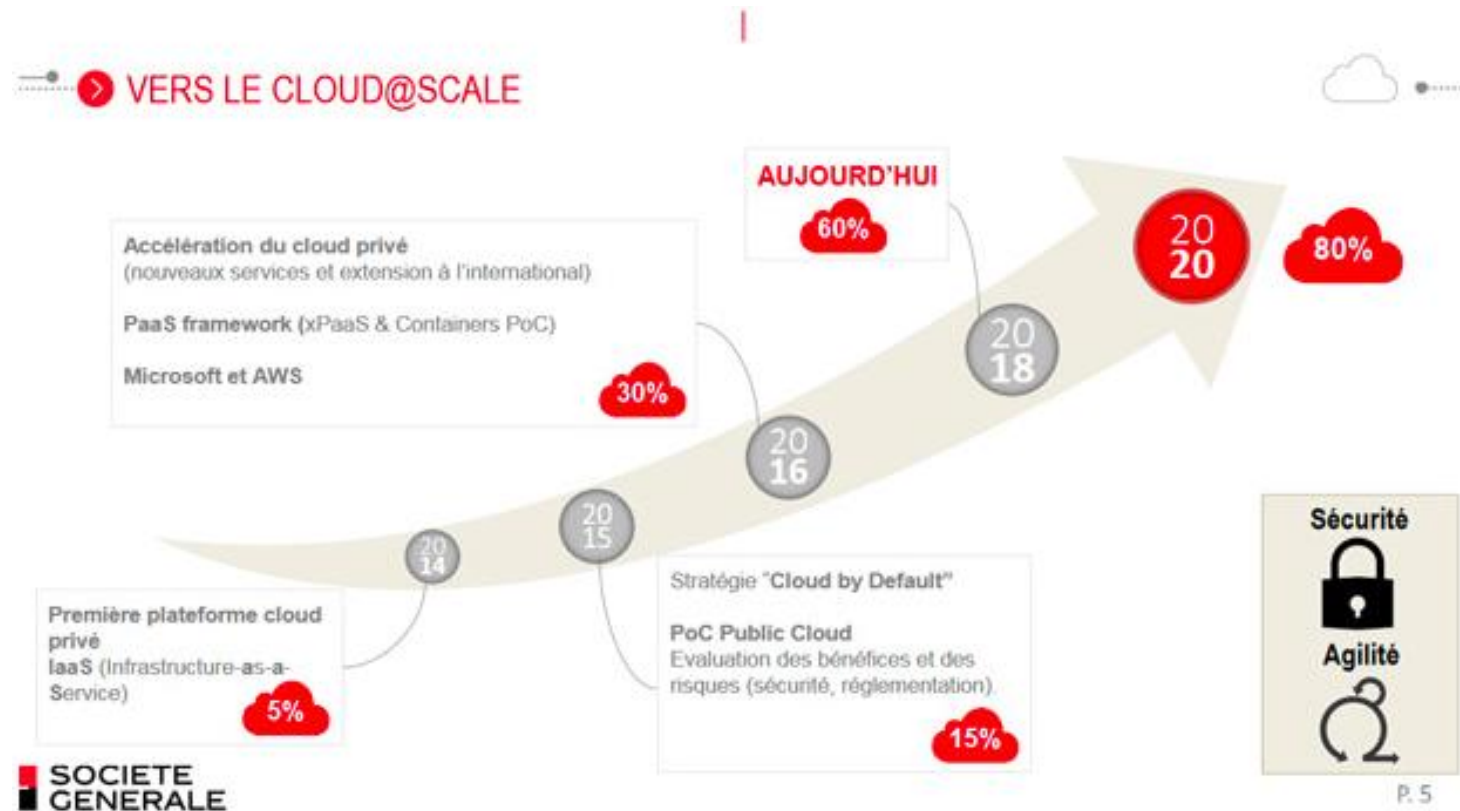 VERS LE CLOUD@SCALE
AUJOURD'HUI
60%
20
20
80%
Accélération du cloud privé
(nouveaux services et extension à l'international)
PaaS framework (xPaaS & Containers PoC)
Microsoft et AWS
30%
20
18
20
16
20
15
20
14
Première plateforme cloud
privé
IaaS (Infrastructure-as-a-
Service)
5%
Stratégie "Cloud by Default"
PoC Public Cloud
Evaluation des bénéfices et des
risques (sécurité, réglementation).
15%
Sécurité
Agilité
SOCIETE
GENERALE
P. 5